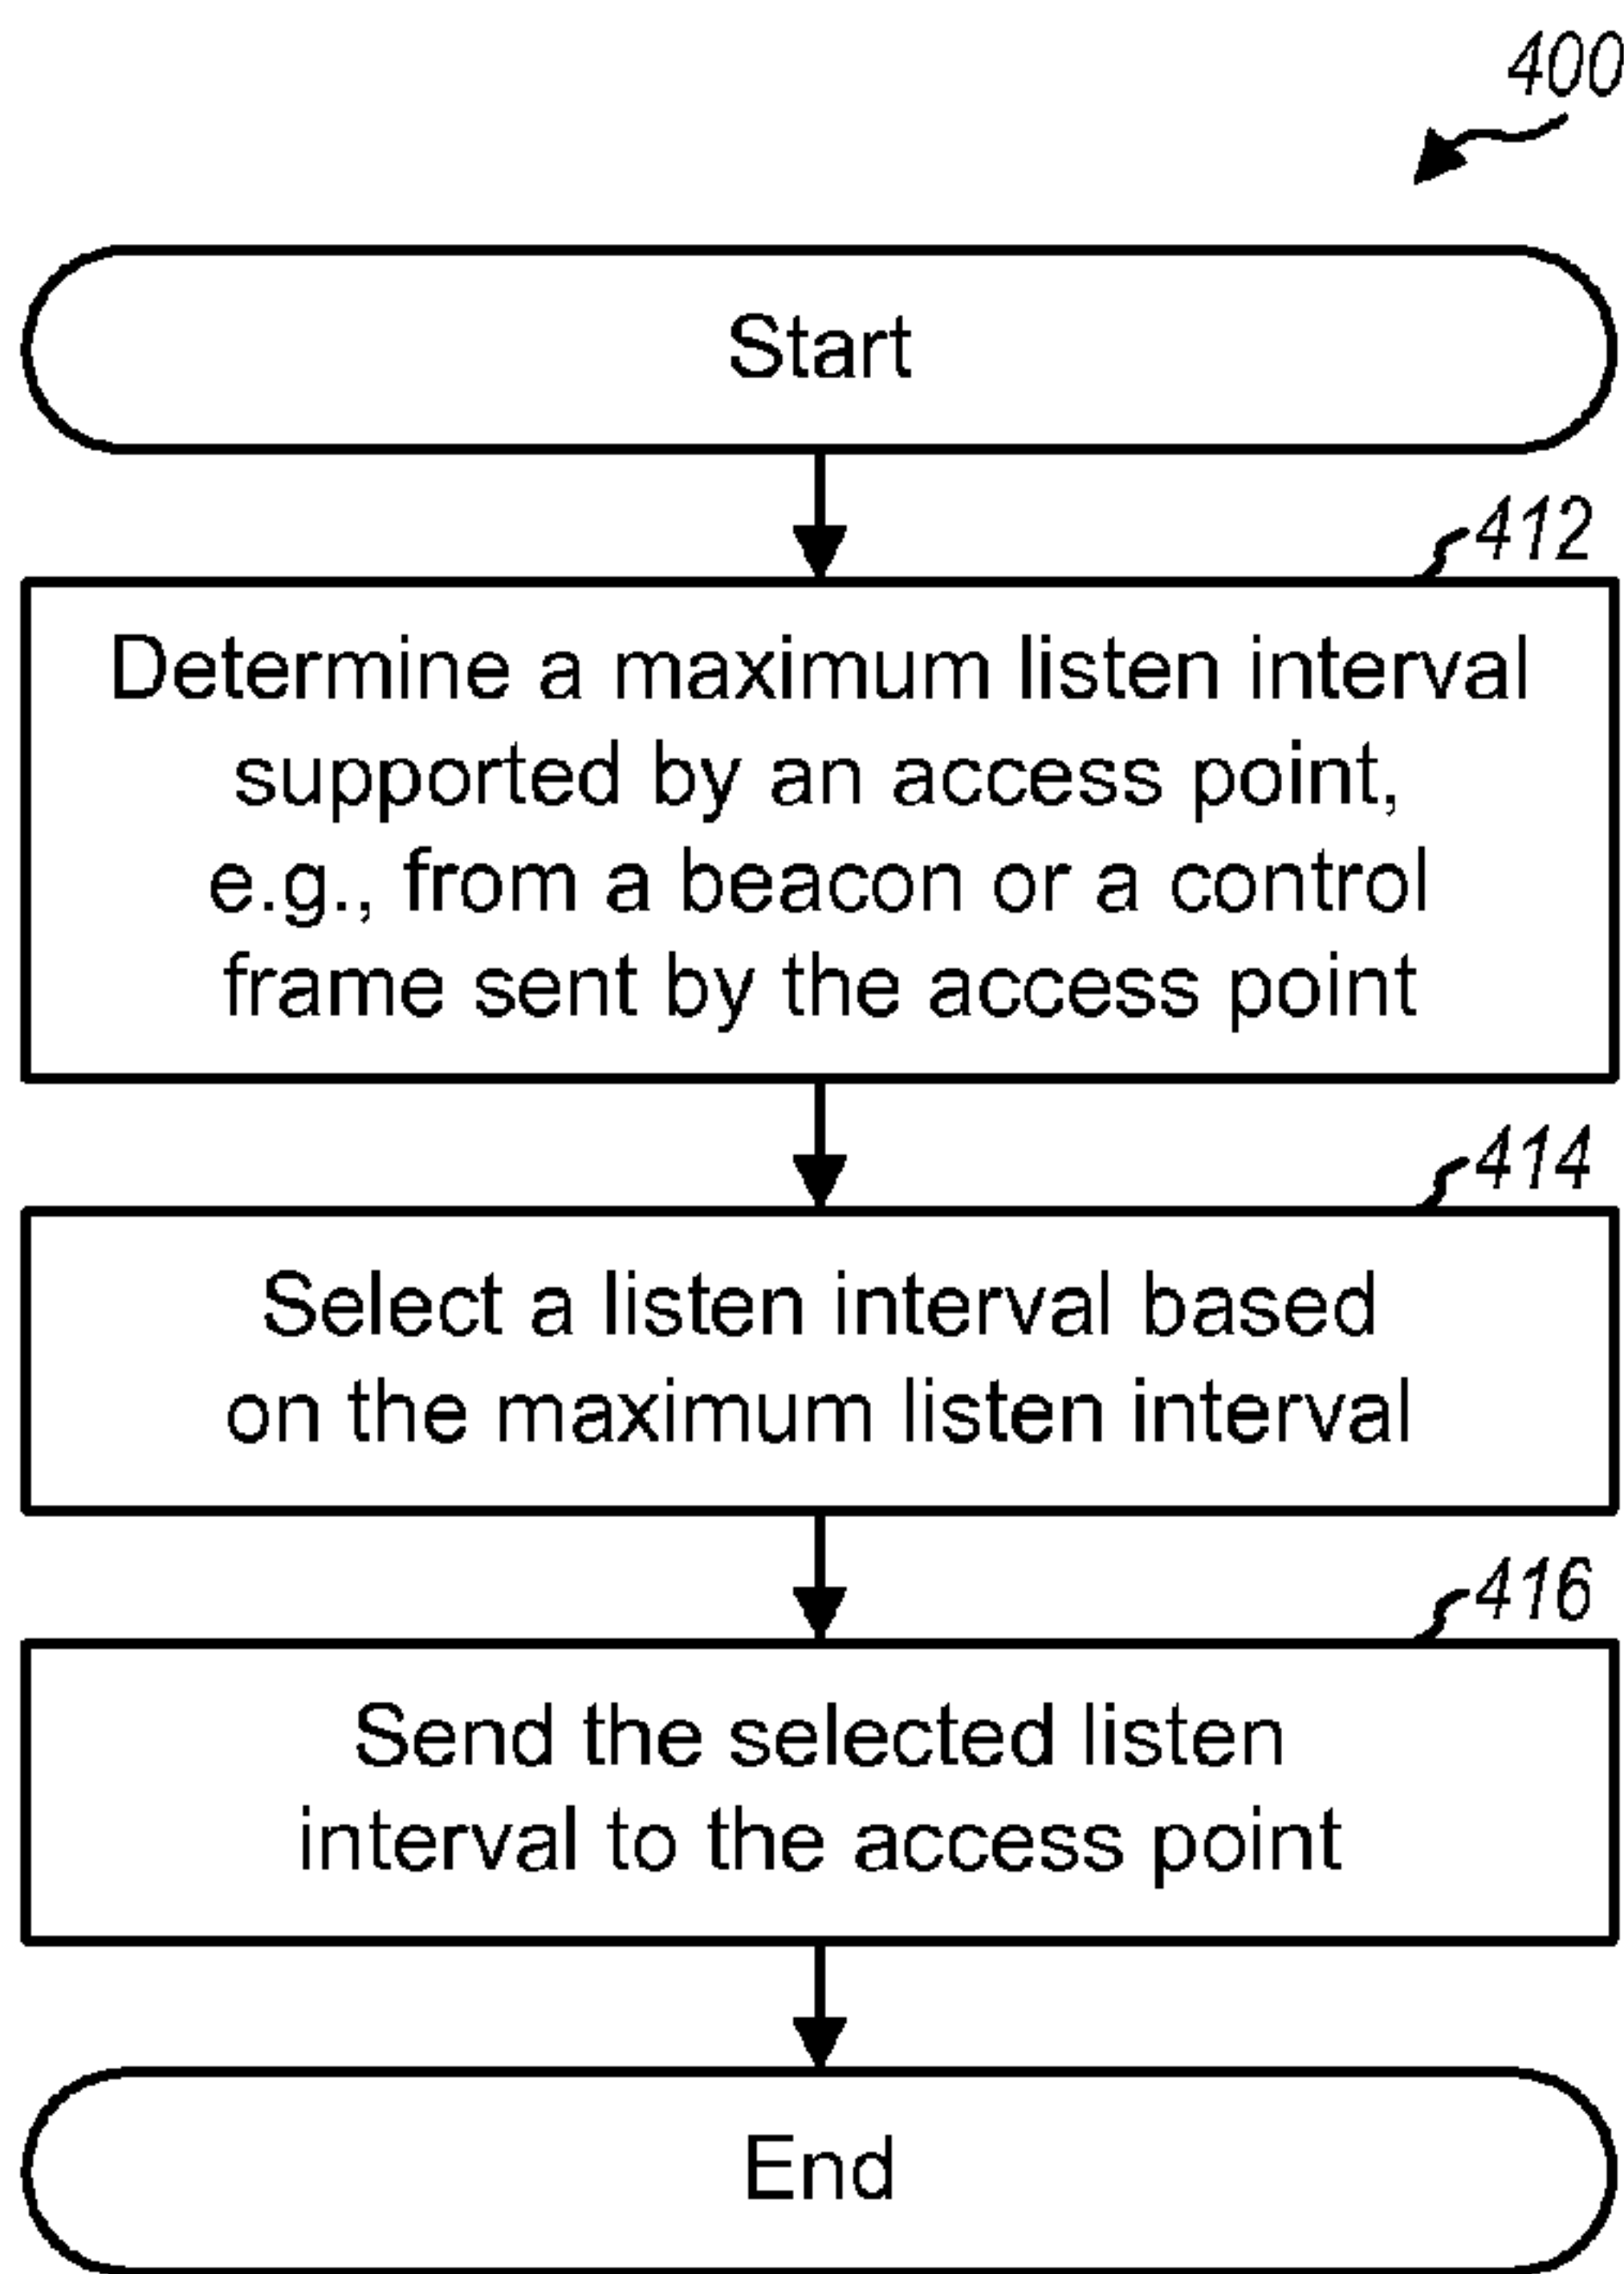 400
Start
412
Determine a maximum listen interval
supported by an access point,
e.g., from a beacon or a control
frame sent by the access point
414
Select a listen interval based
on the maximum listen interval
416
Send the selected listen
interval to the access point
End